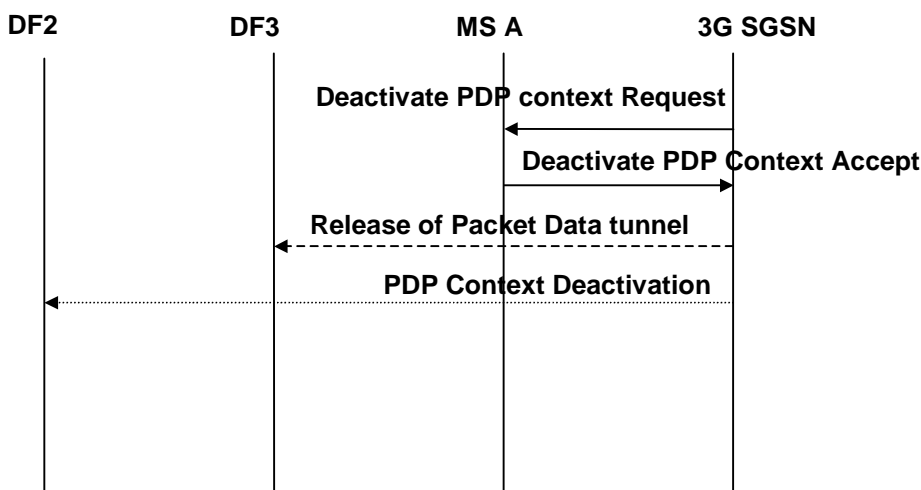 DF2 DF3 MS A 3G SGSN
Deactivate PDP context Request
Deactivate PDP Context Accept
Release of Packet Data tunnel
PDP Context Deactivation